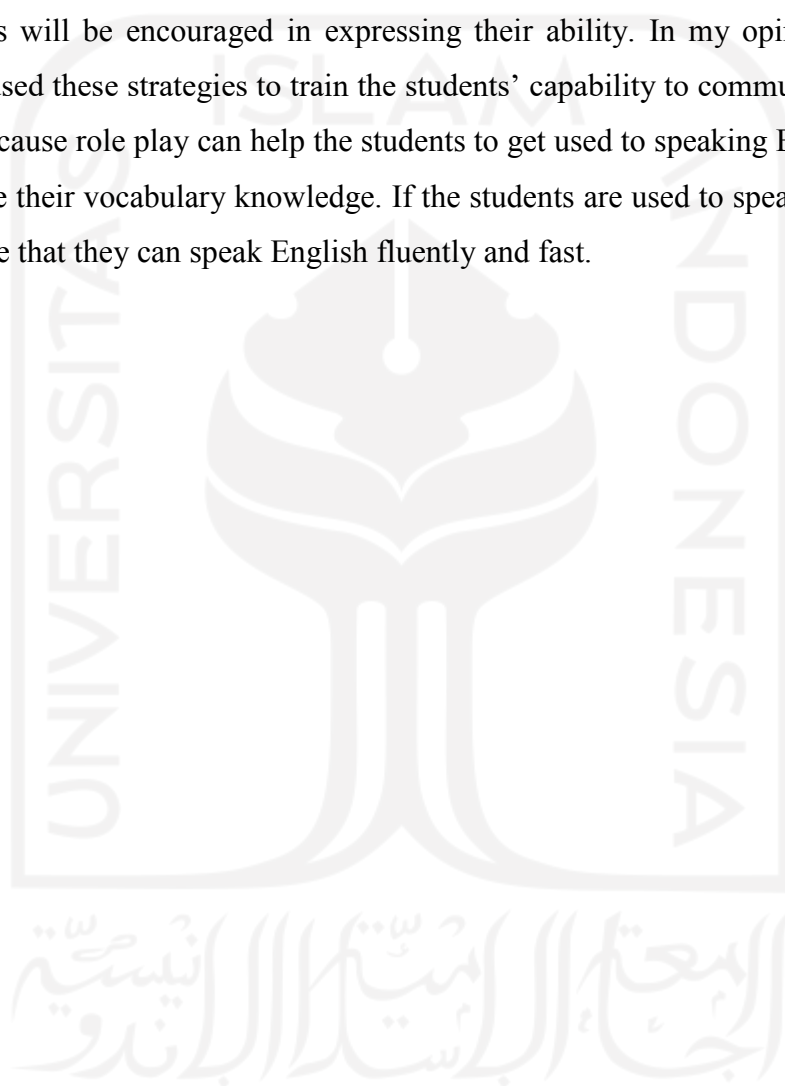 s will be encouraged in expressing their ability. In my opi
sed these strategies to train the students’ capability to commu
cause role play can help the students to get used to speaking
e their vocabulary knowledge. If the students are used to spea
e that they can speak English fluently and fast.
ISLAM
UNIVERSITAS
INDONESIA